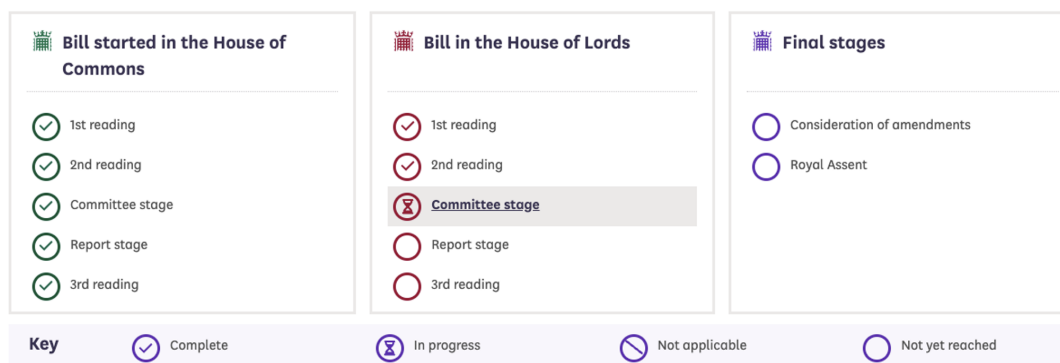 Bill started in the House of
Commons
1st reading
2nd reading
Committee stage
Report stage
3rd reading
Bill in the House of Lords
1st reading
2nd reading
Committee stage
Report stage
3rd reading
Final stages
Consideration of amendments
Royal Assent
Key
Complete
In progress
Not applicable
Not yet reached